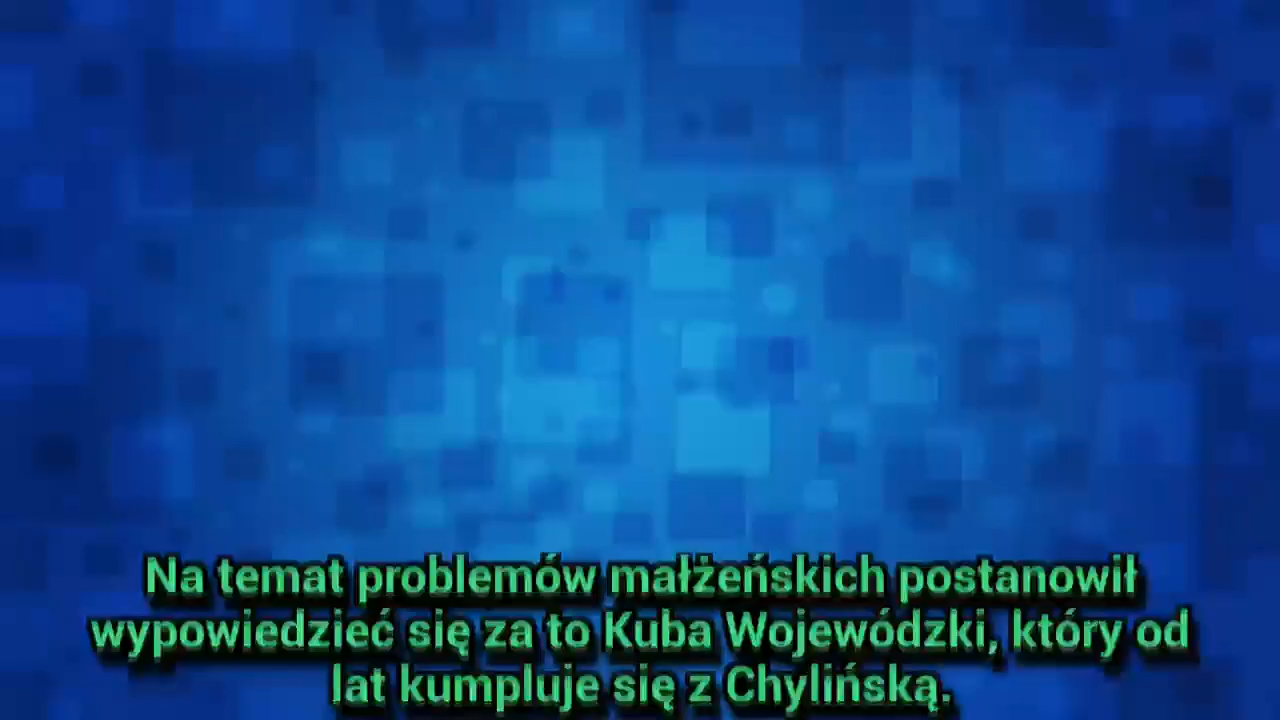 Na temat problemów małżeńskich postanowił
wypowiedzieć się za to Kuba Wojewódzki, który od
lat kumpluje się z Chylińską.